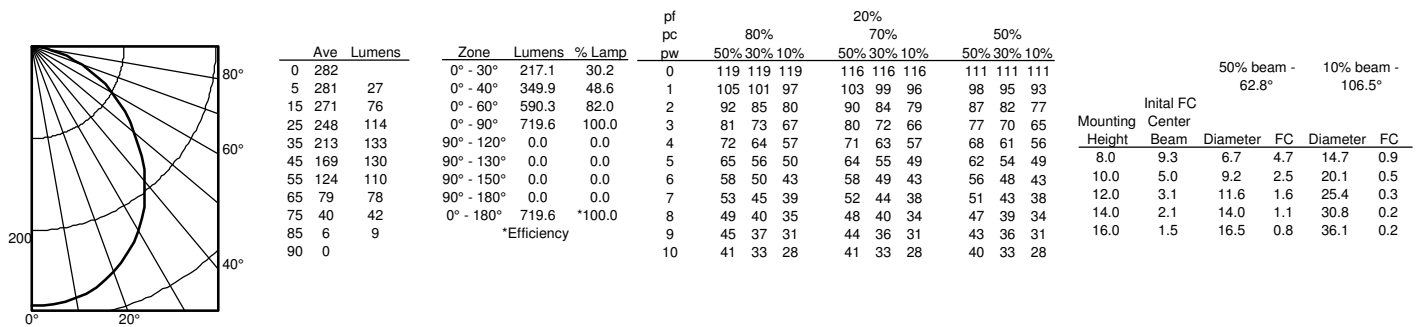 80°
60°
40°
200
0° 20°
Ave Lumens
0 282
5 281 27
15 271 76
25 248 114
35 213 133
45 169 130
55 124 110
65 79 78
75 40 42
85 6 9
90 0
Zone Lumens % Lamp
0° - 30° 217.1 30.2
0° - 40° 349.9 48.6
0° - 60° 590.3 82.0
0° - 90° 719.6 100.0
90° - 120° 0.0 0.0
90° - 130° 0.0 0.0
90° - 150° 0.0 0.0
90° - 180° 0.0 0.0
0° - 180° 719.6 *100.0
*Efficiency
pf 20%
pc 80% 70% 50%
pw 50% 30% 10% 50% 30% 10% 50% 30% 10%
0 119 119 119 116 116 116 111 111 111
1 105 101 97 103 99 96 98 95 93
2 92 85 80 90 84 79 87 82 77
3 81 73 67 80 72 66 77 70 65
4 72 64 57 71 63 57 68 61 56
5 65 56 50 64 55 49 62 54 49
6 58 50 43 58 49 43 56 48 43
7 53 45 39 52 44 38 51 43 38
8 49 40 35 48 40 34 47 39 34
9 45 37 31 44 36 31 43 36 31
10 41 33 28 41 33 28 40 33 28
50% beam - 10% beam -
62.8° 106.5°
Inital FC
Mounting Center
Height Beam Diameter FC Diameter FC
8.0 9.3 6.7 4.7 14.7 0.9
10.0 5.0 9.2 2.5 20.1 0.5
12.0 3.1 11.6 1.6 25.4 0.3
14.0 2.1 14.0 1.1 30.8 0.2
16.0 1.5 16.5 0.8 36.1 0.2